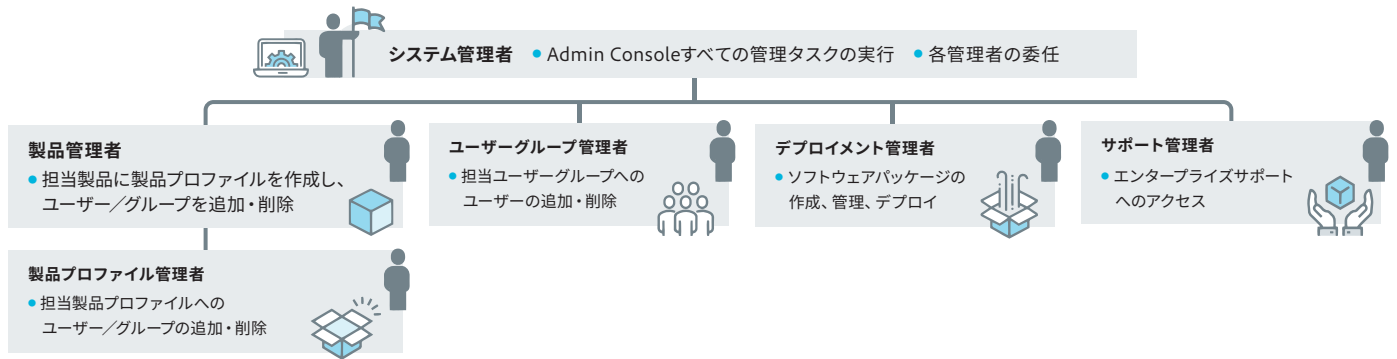 システム管理者 ● Admin Consoleすべての管理タスクの実行 ● 各管理者の委任
製品管理者
● 担当製品に製品プロファイルを作成し、
ユーザー／グループを追加・削除
ユーザーグループ管理者
● 担当ユーザーグループへの
ユーザーの追加・削除
デプロイメント管理者
● ソフトウェアパッケージの
作成、管理、デプロイ
サポート管理者
● エンタープライズサポート
へのアクセス
製品プロファイル管理者
● 担当製品プロファイルへの
ユーザー／グループの追加・削除